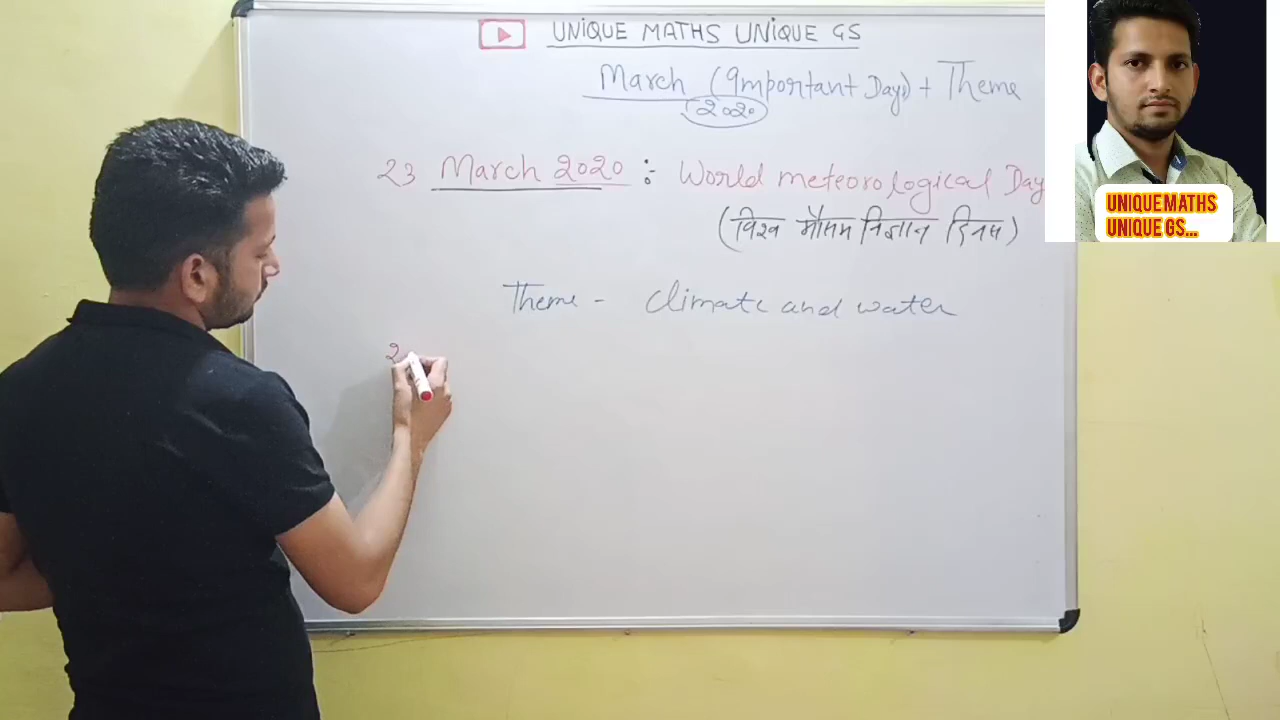 UNIQUE MATHS UNIQUE GS
March (Important Days) + Theme
2020
23 March 2020 : World meteorological Day
(विश्व मौसम विज्ञान दिवस)
Theme - Climate and water
2
UNIQUE MATHS
UNIQUE GS...